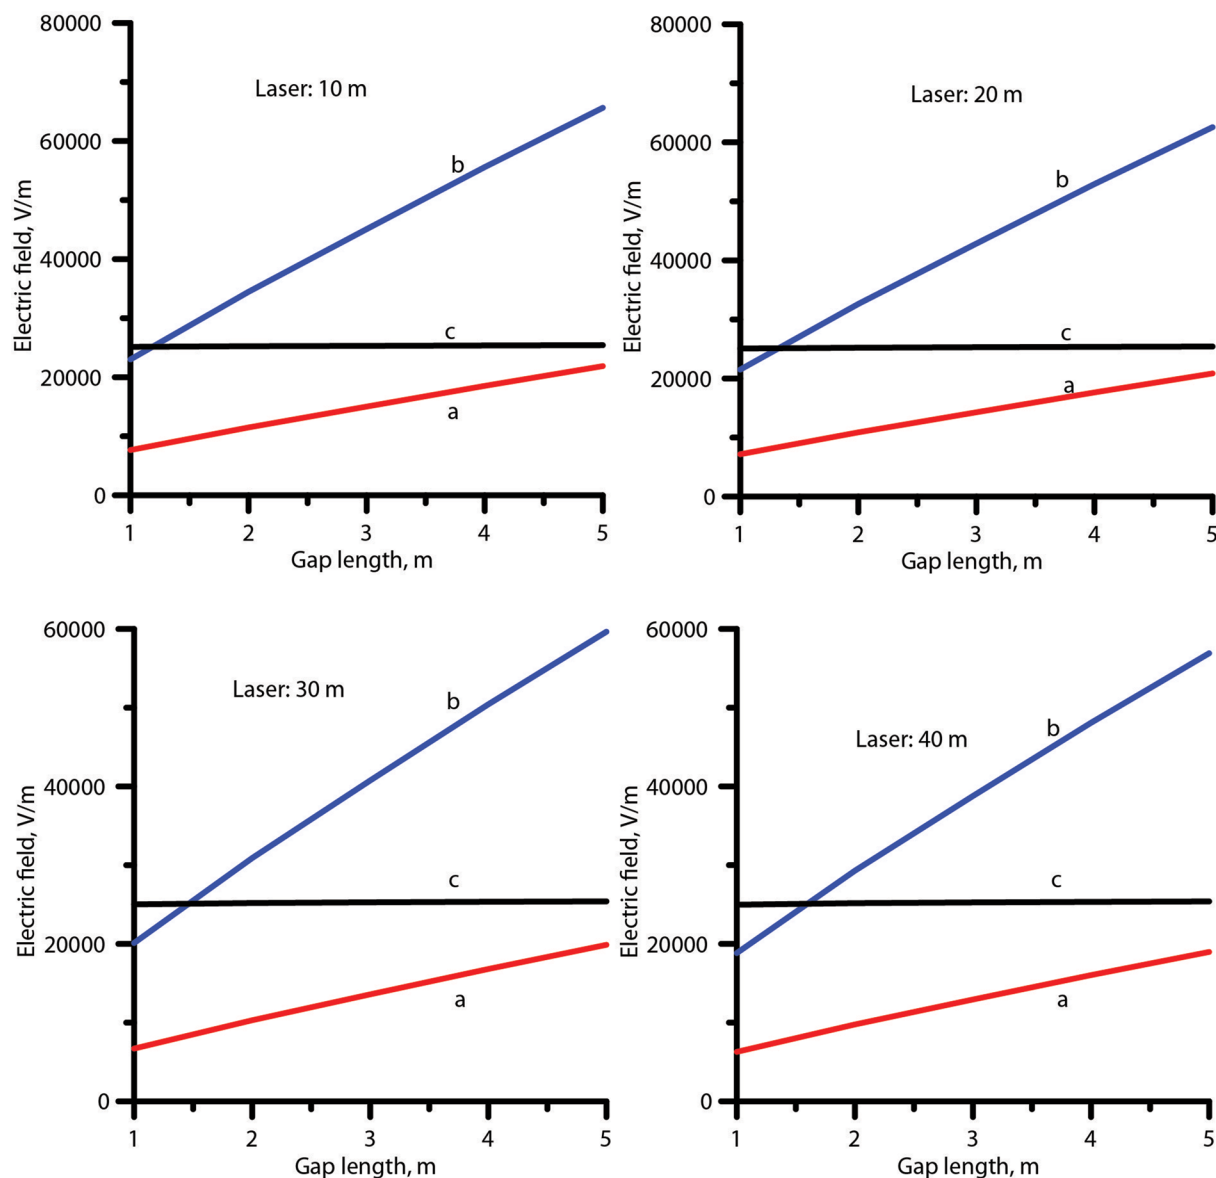 80000
60000
40000
20000
0
Electric field, V/m
Laser: 10 m
b
c
a
1 2 3 4 5
Gap length, m
80000
60000
40000
20000
0
Electric field, V/m
Laser: 20 m
b
c
a
1 2 3 4 5
Gap length, m
60000
40000
20000
0
Electric field, V/m
Laser: 30 m
b
c
a
1 2 3 4 5
Gap length, m
60000
40000
20000
0
Electric field, V/m
Laser: 40 m
b
c
a
1 2 3 4 5
Gap length, m